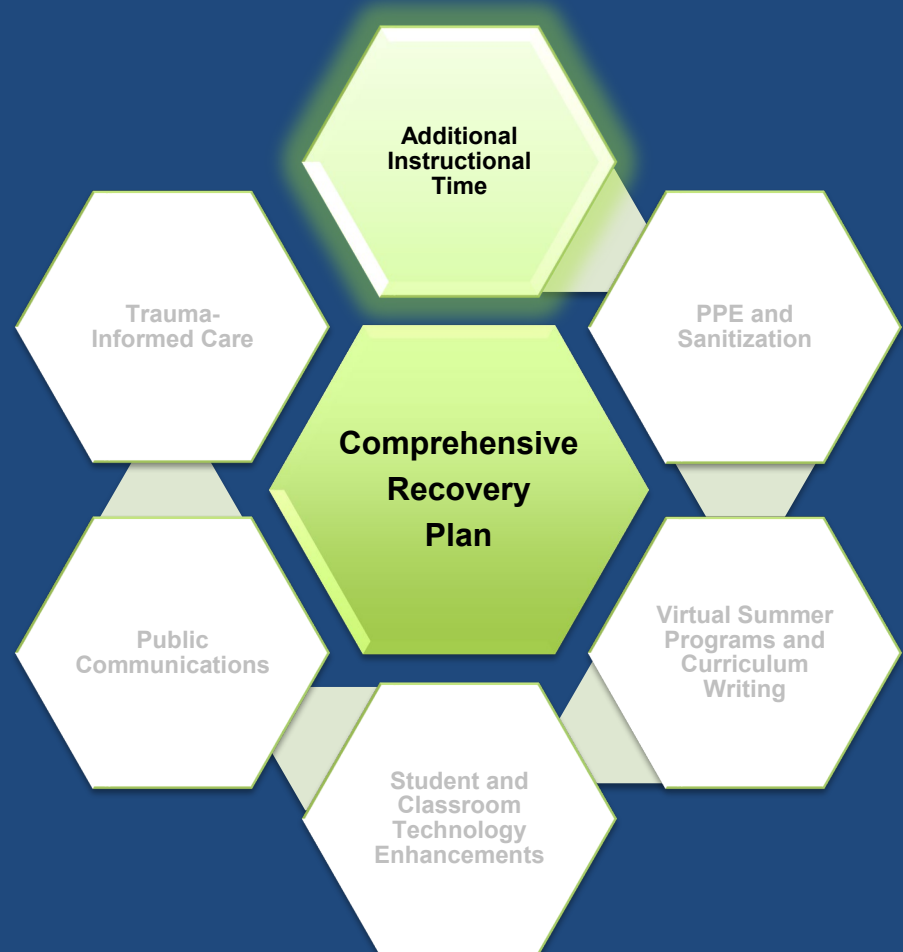 Additional
Instructional
Time
PPE and
Sanitization
Trauma-
Informed Care
Comprehensive
Recovery
Plan
Virtual Summer
Programs and
Curriculum
Writing
Public
Communications
Student and
Classroom
Technology
Enhancements